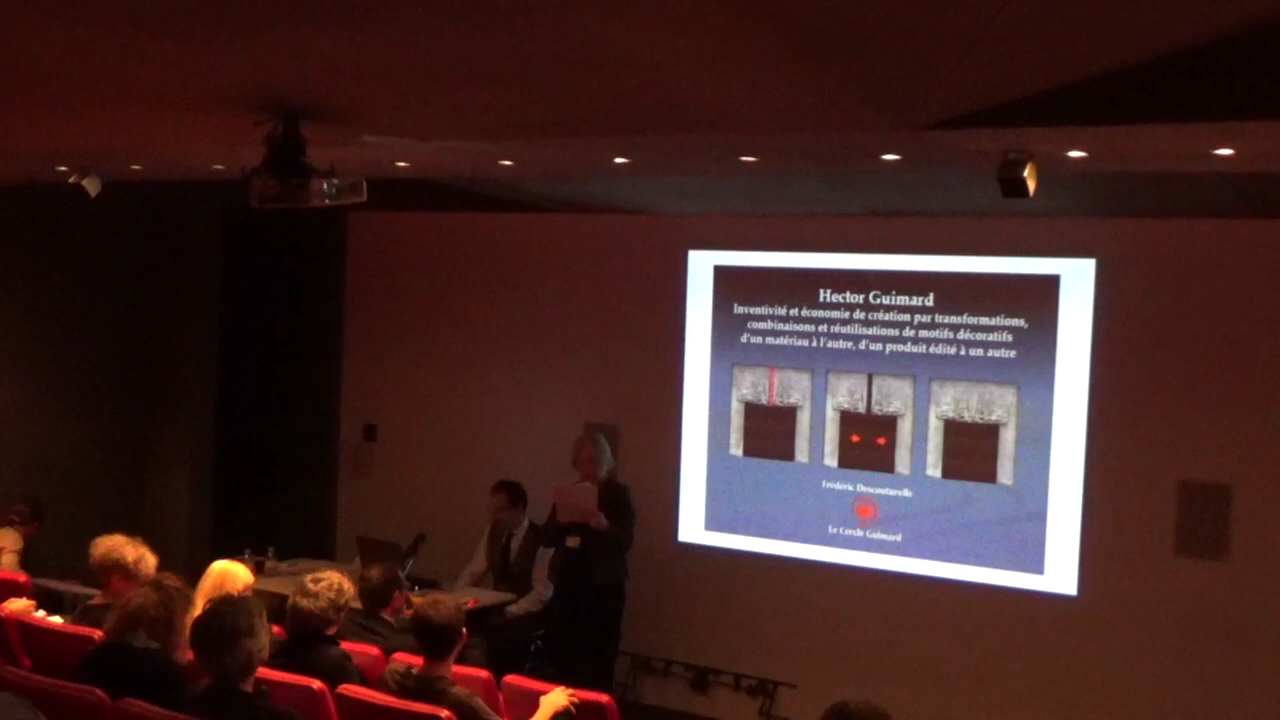 Hector Guimard
Inventivité et économie de création par transformations,
combinaisons et réutilisations de motifs décoratifs
d'un matériau à l'autre, d'un produit édité à un autre
Frédéric Descouturelle
Le Cercle Guimard